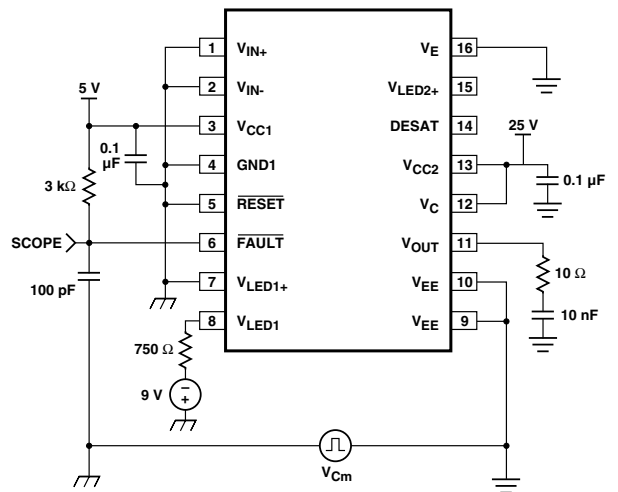 1 V_IN+
V_E 16
2 V_IN-
V_LED2+ 15
5 V
3 V_CC1
DESAT 14
25 V
0.1
µF
4 GND1
V_CC2 13
0.1 µF
3 kΩ
5 RESET
V_C 12
SCOPE
6 FAULT
V_OUT 11
10 Ω
100 pF
7 V_LED1+
V_EE 10
10 nF
8 V_LED1
V_EE 9
750 Ω
9 V
−
+
V_Cm